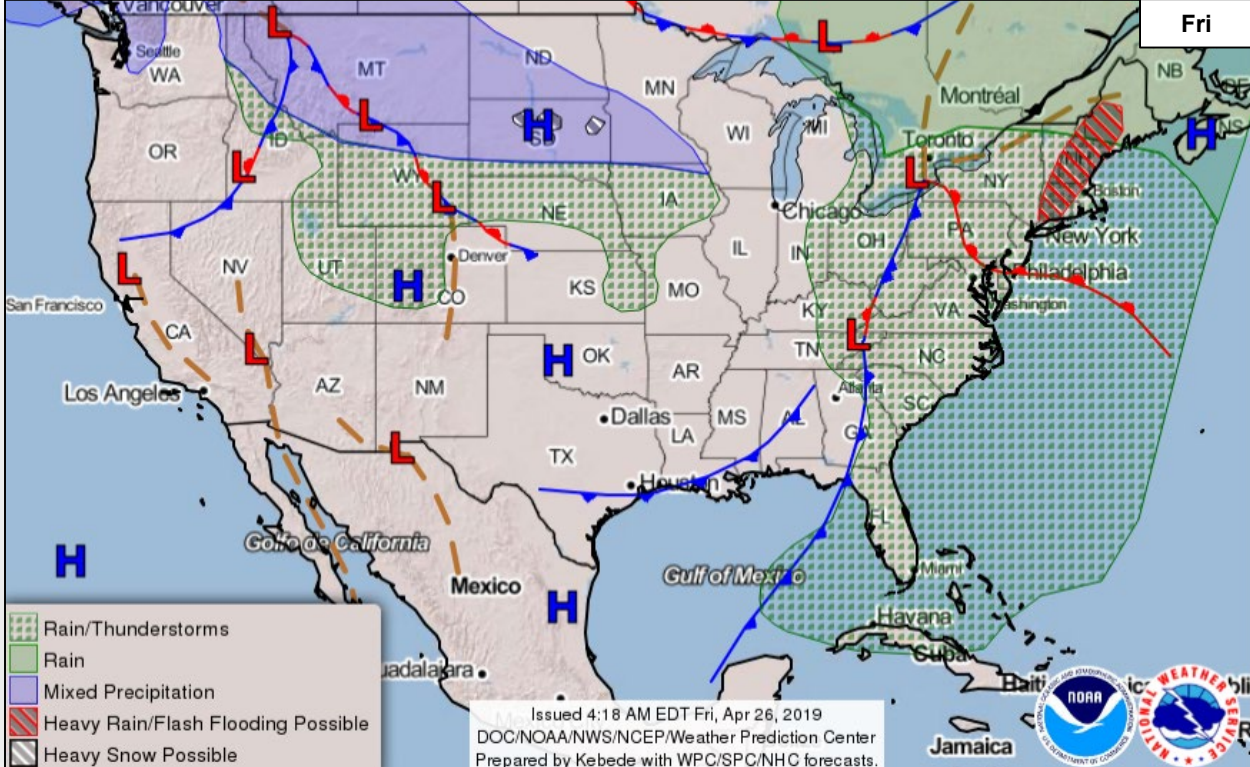 Fri
Vancouver
Seattle
WA
MT
ND
MN
Montréal
NB
NS
OR
ID
SD
WI
MI
Toronto
WY
NE
IA
NY
Boston
Chicago
New York
NV
UT
Denver
CO
KS
MO
IL
IN
OH
PA
Philadelphia
San Francisco
CA
KY
VA
Washington
AZ
NM
OK
AR
TN
NC
Los Angeles
Dallas
MS
AL
Atlanta
GA
SC
TX
LA
Houston
FL
Golfo de California
Gulf of Mexico
Miami
Mexico
Havana
Cuba
uadalajara
Haiti
Jamaica
L
L
L
L
L
L
L
L
L
L
H
H
H
H
H
H
Rain/Thunderstorms
Rain
Mixed Precipitation
Heavy Rain/Flash Flooding Possible
Heavy Snow Possible
Issued 4:18 AM EDT Fri, Apr 26, 2019
DOC/NOAA/NWS/NCEP/Weather Prediction Center
Prepared by Kebede with WPC/SPC/NHC forecasts.
NOAA
NATIONAL WEATHER SERVICE